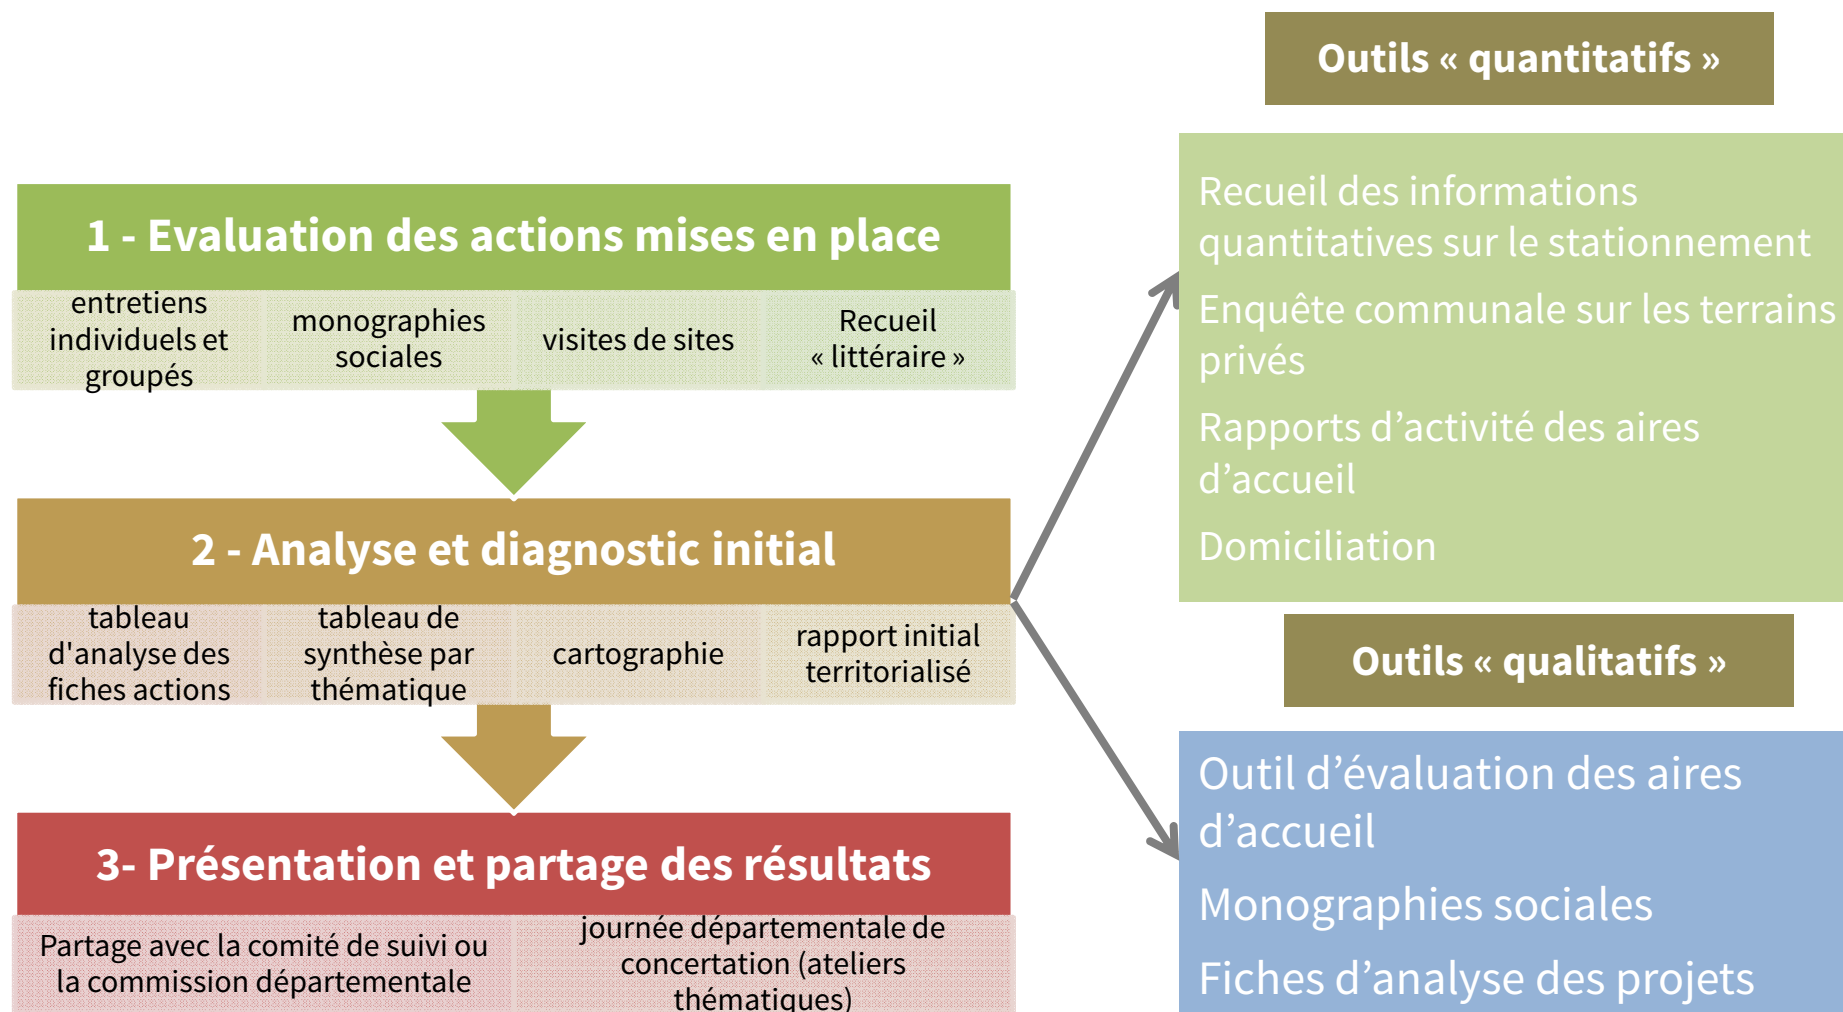 1 - Evaluation des actions mises en place
entretiens
individuels et
groupés
monographies
sociales
visites de sites
Recueil
« littéraire »
2 - Analyse et diagnostic initial
tableau
d'analyse des
fiches actions
tableau de
synthèse par
thématique
cartographie
rapport initial
territorialisé
3- Présentation et partage des résultats
Partage avec la comité de suivi ou
la commission départementale
journée départementale de
concertation (ateliers
thématiques)
Outils « quantitatifs »
Recueil des informations
quantitatives sur le stationnement
Enquête communale sur les terrains
privés
Rapports d’activité des aires
d’accueil
Domiciliation
Outils « qualitatifs »
Outil d’évaluation des aires
d’accueil
Monographies sociales
Fiches d’analyse des projets